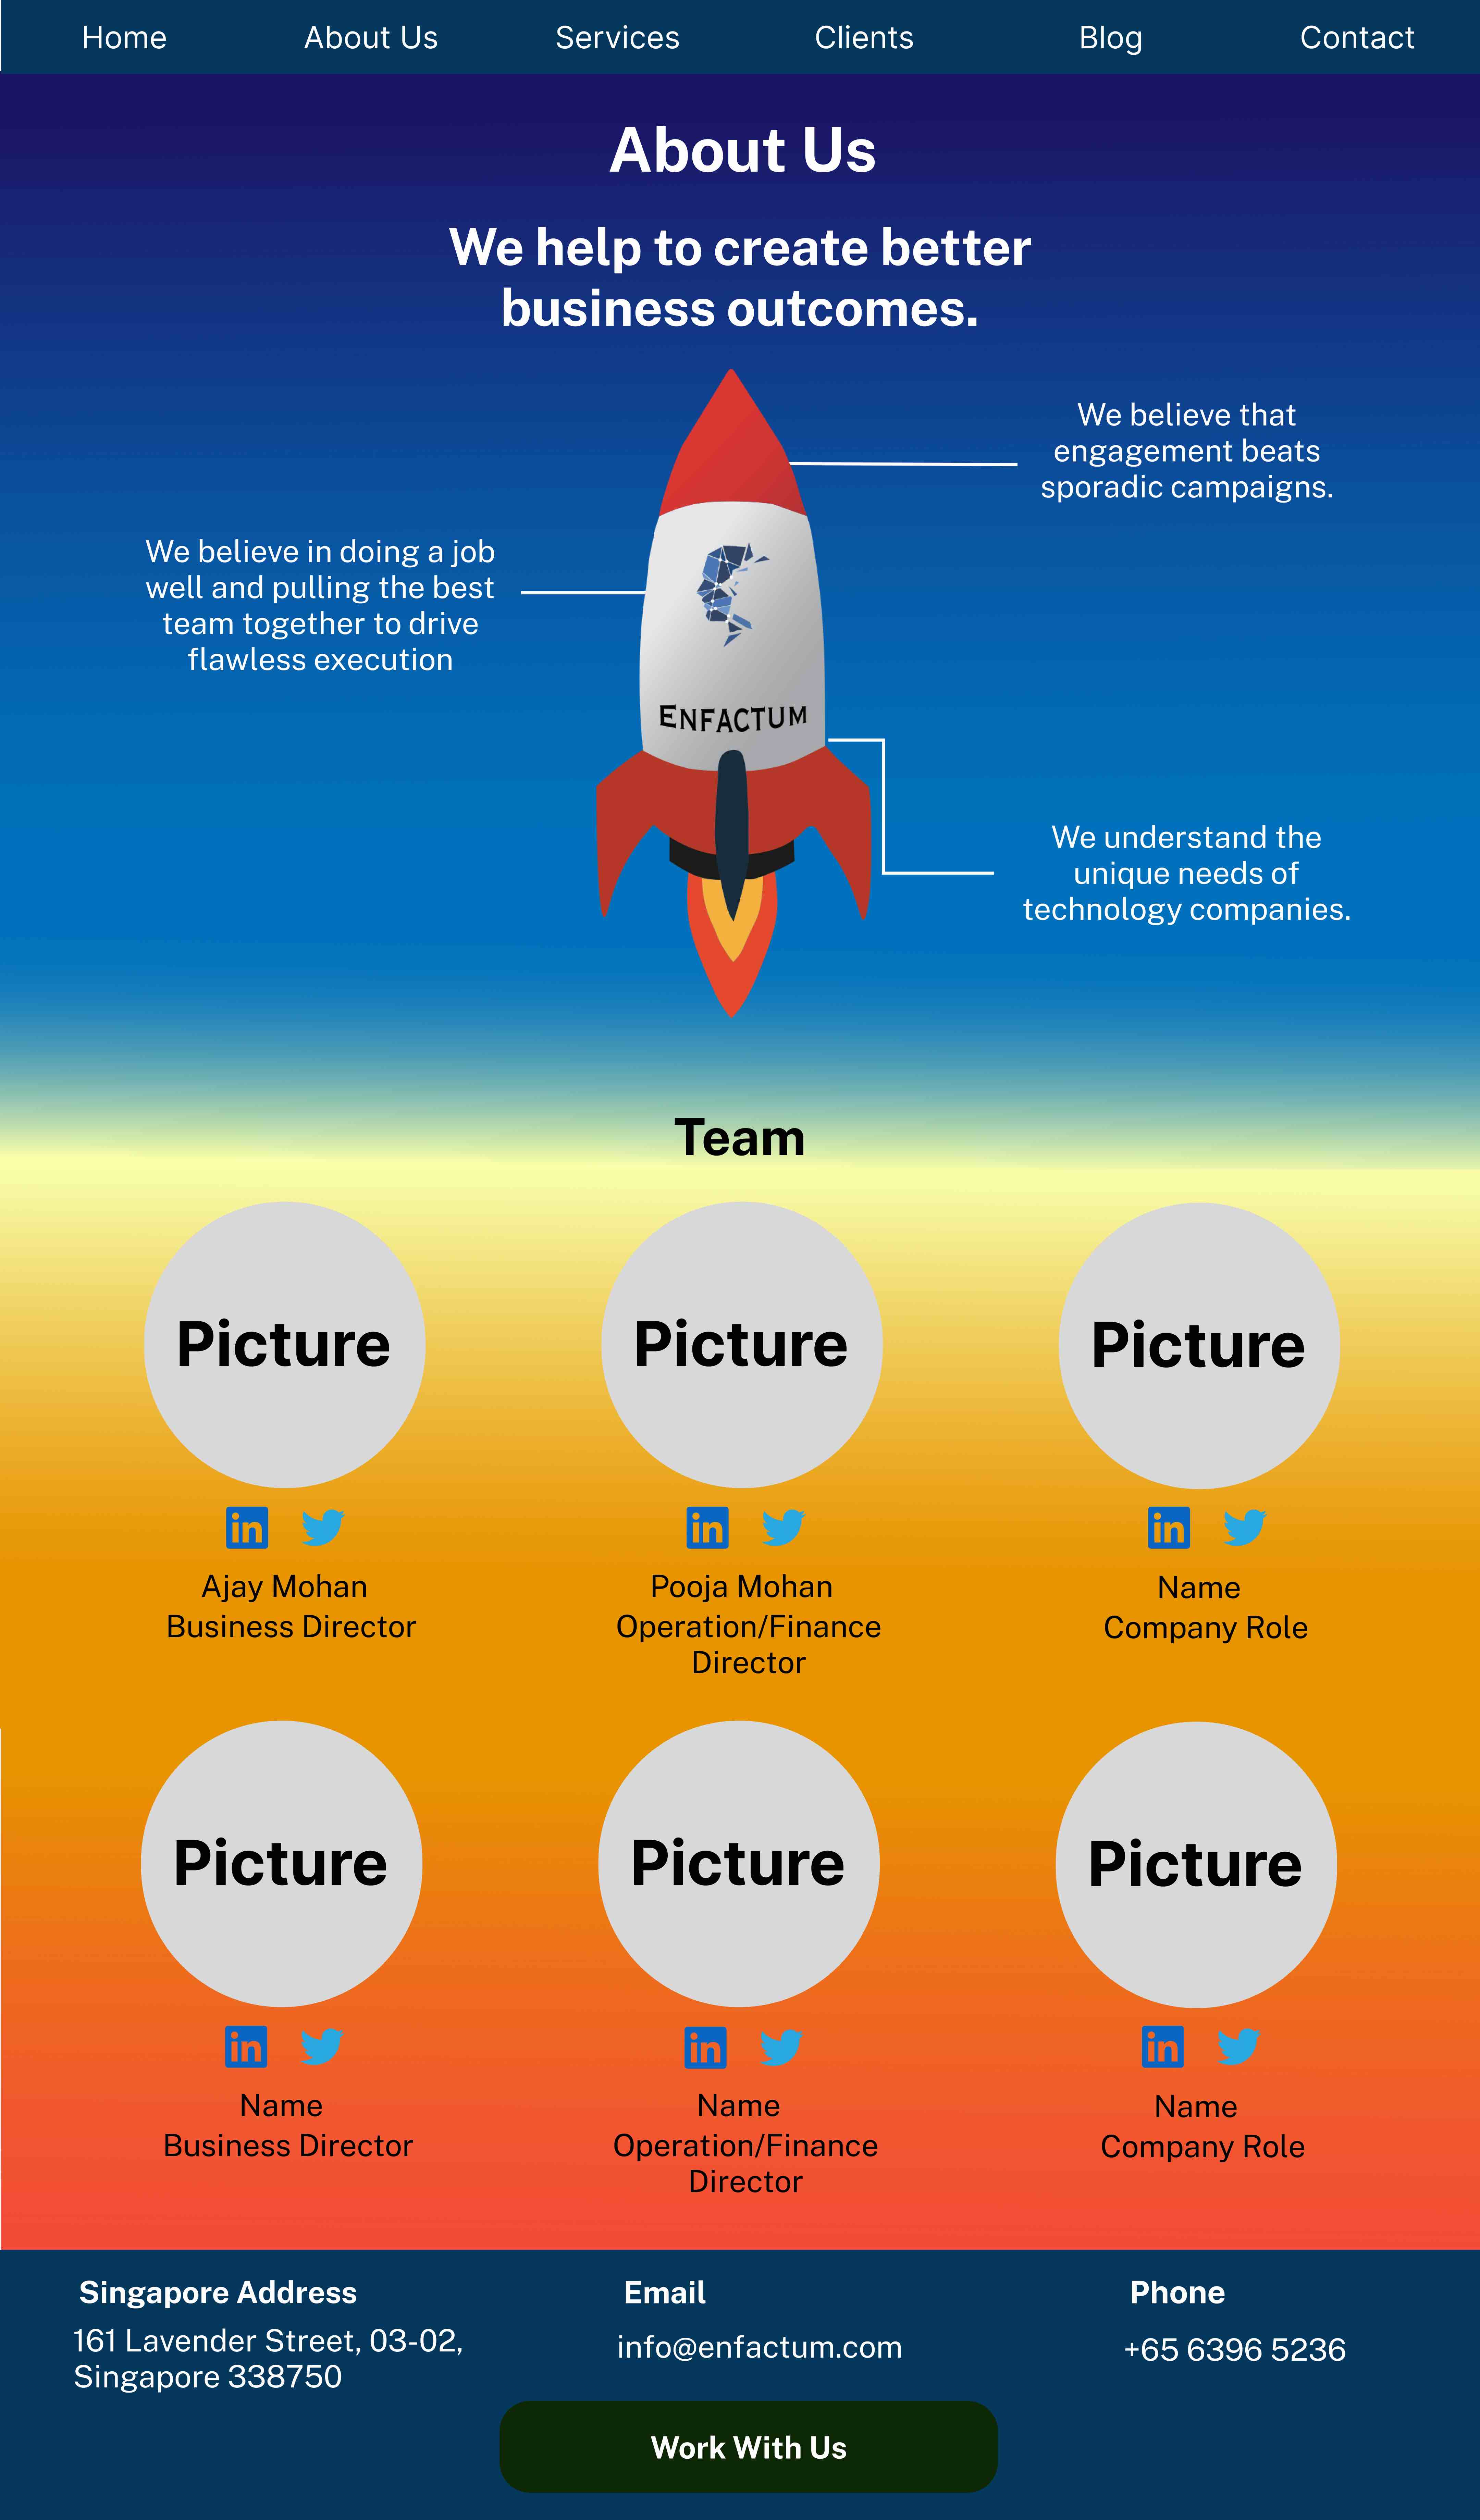 Home About Us Services Clients Blog Contact
About Us
We help to create better
business outcomes.
We believe that
engagement beats
sporadic campaigns.
We believe in doing a job
well and pulling the best
team together to drive
flawless execution
ENFACTUM
We understand the
unique needs of
technology companies.
Team
Picture Picture Picture
in in in
Ajay Mohan
Business Director
Pooja Mohan
Operation/Finance
Director
Name
Company Role
Picture Picture Picture
in in in
Name
Business Director
Name
Operation/Finance
Director
Name
Company Role
Singapore Address
161 Lavender Street, 03-02,
Singapore 338750
Email
info@enfactum.com
Phone
+65 6396 5236
Work With Us